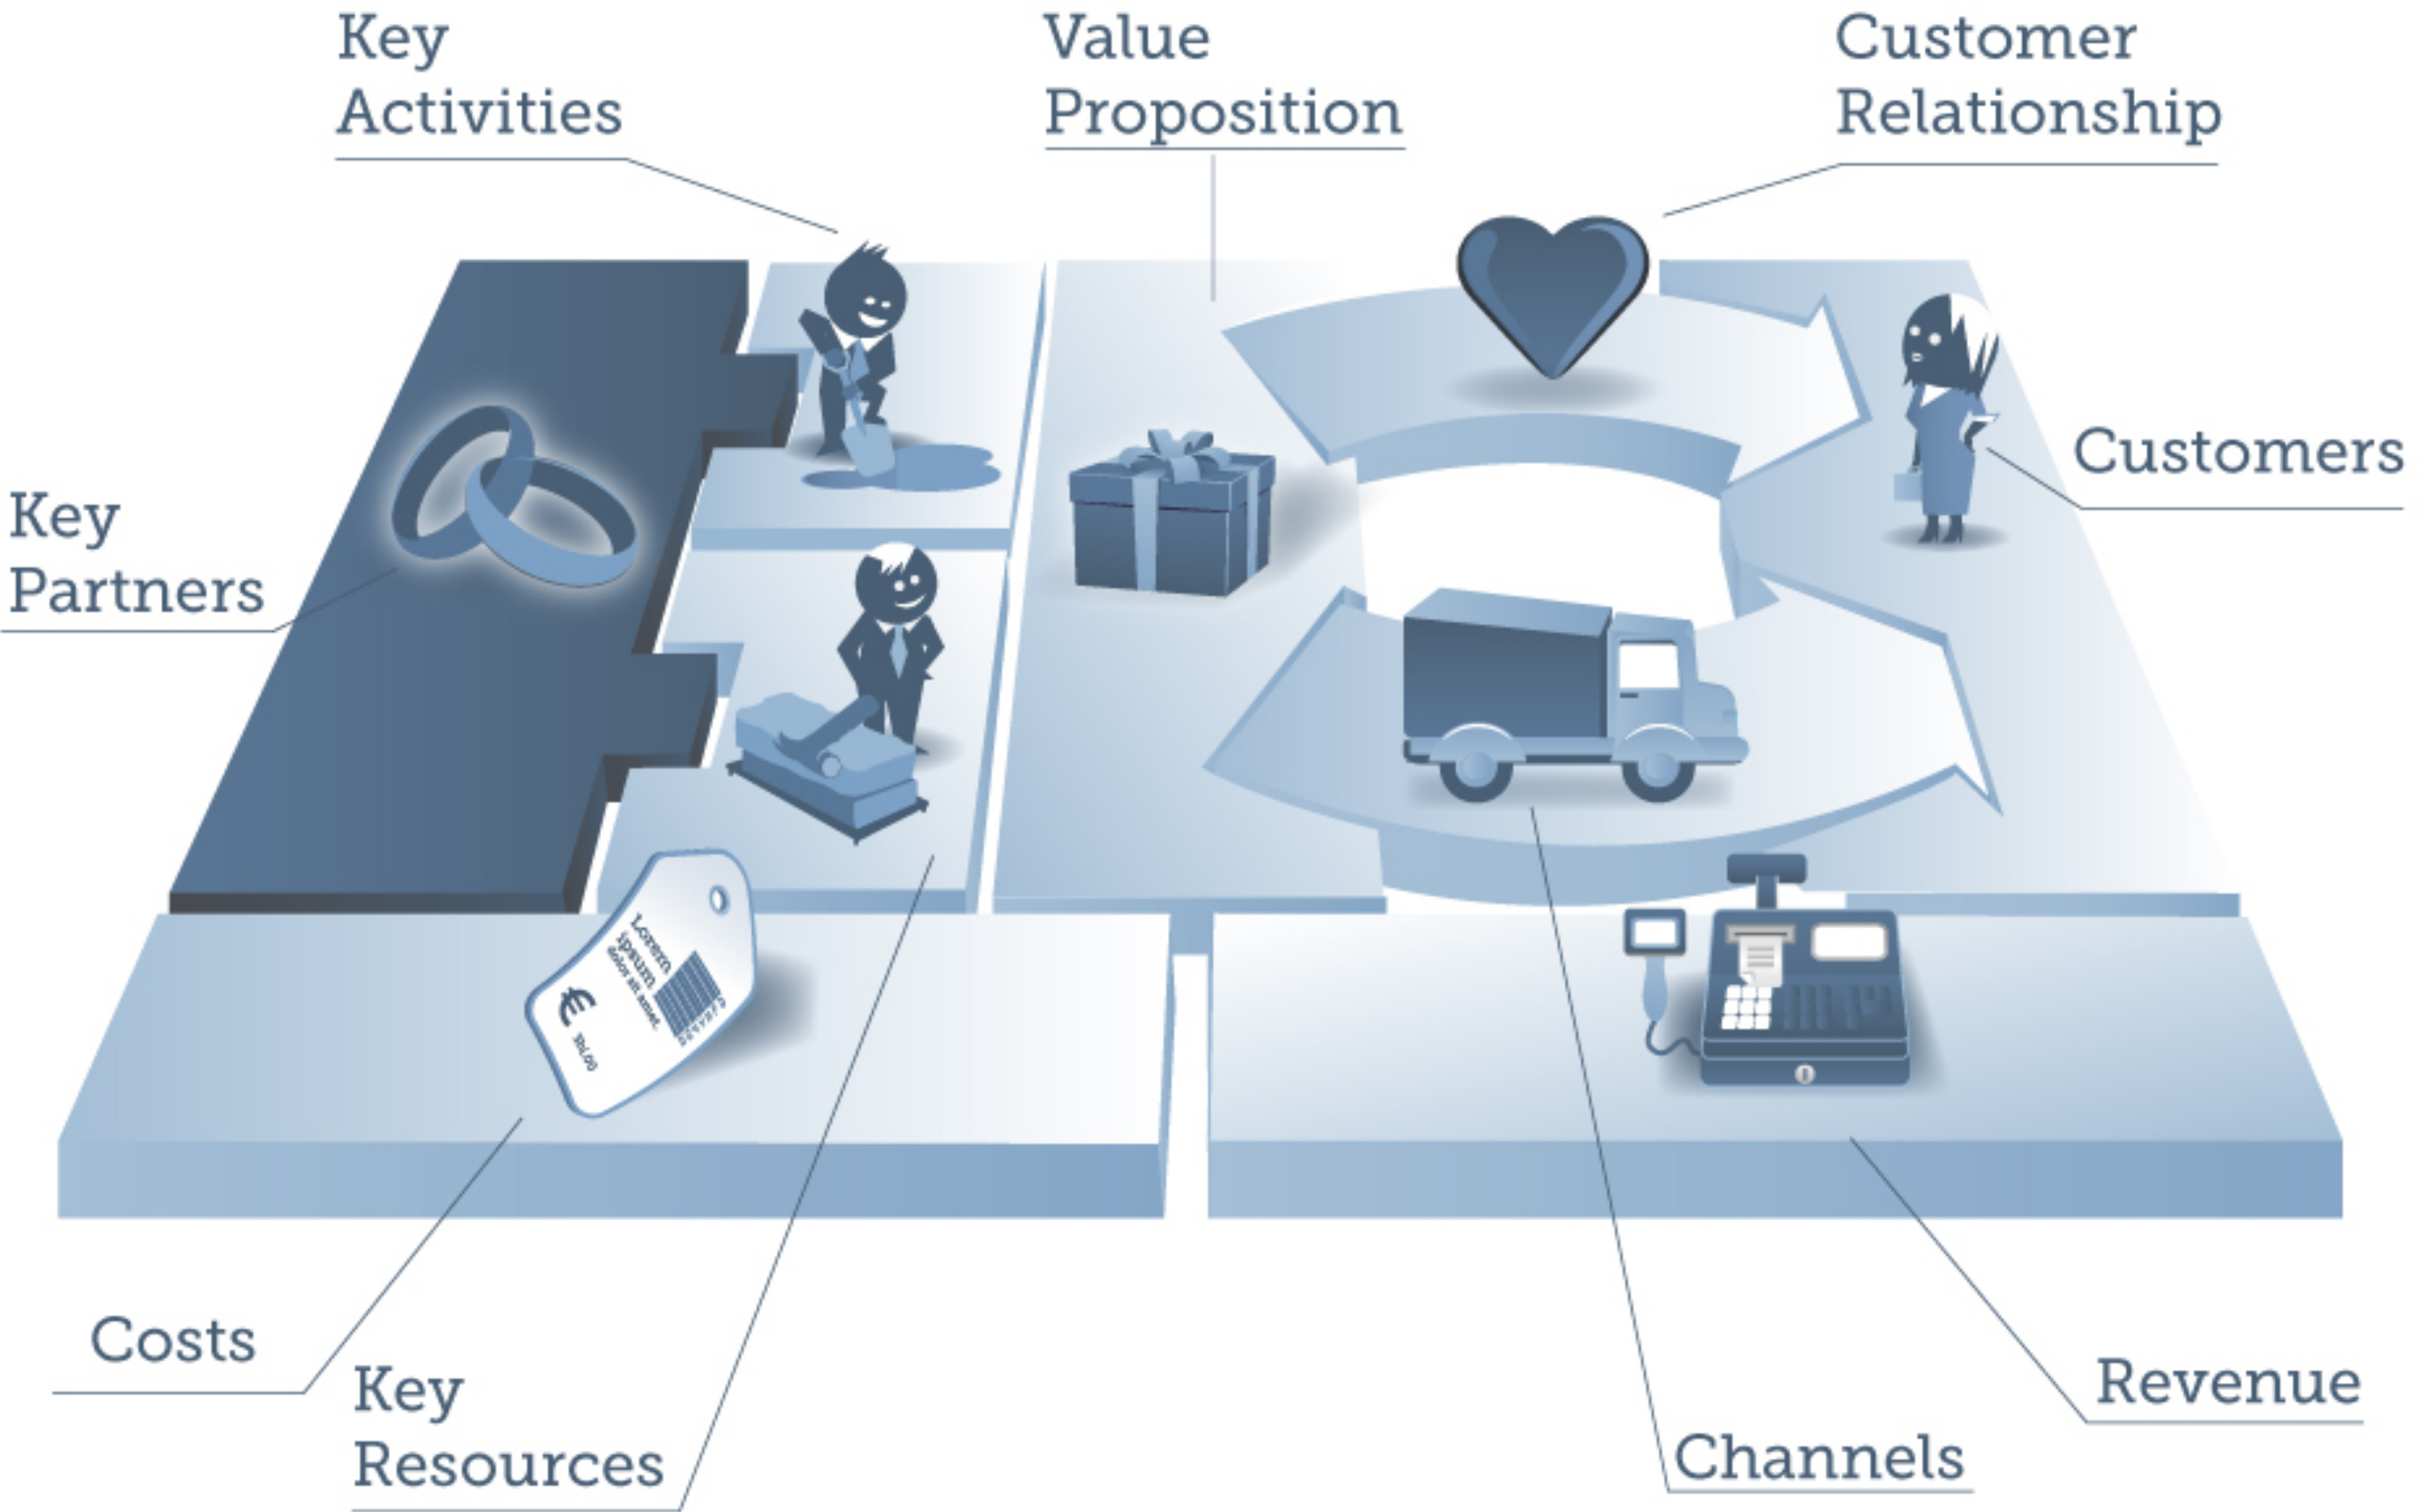 Key
Activities
Value
Proposition
Customer
Relationship
Customers
Key
Partners
Lorem
ipsum
dolor sit amet.
€
Costs
Key
Resources
Channels
Revenue